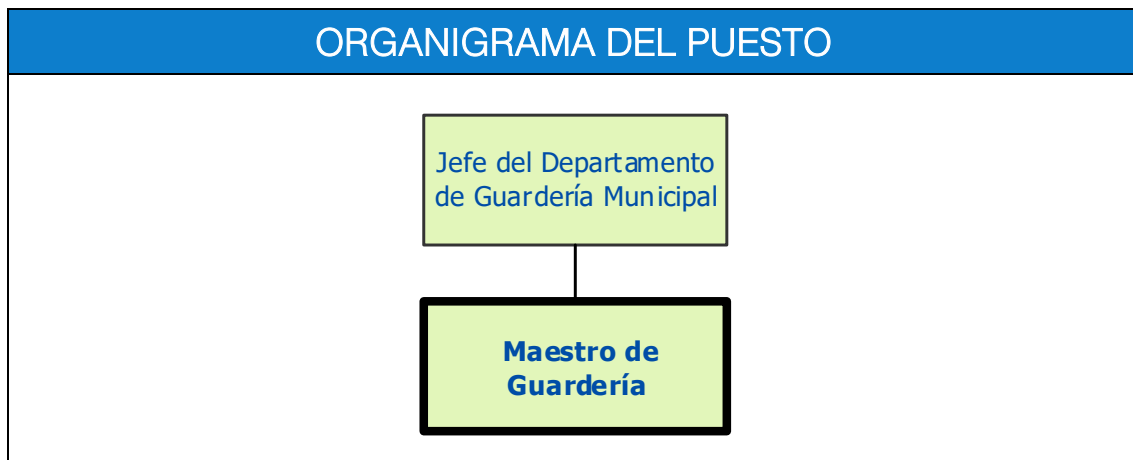 ORGANIGRAMA DEL PUESTO
Jefe del Departamento
de Guardería Municipal
Maestro de
Guardería